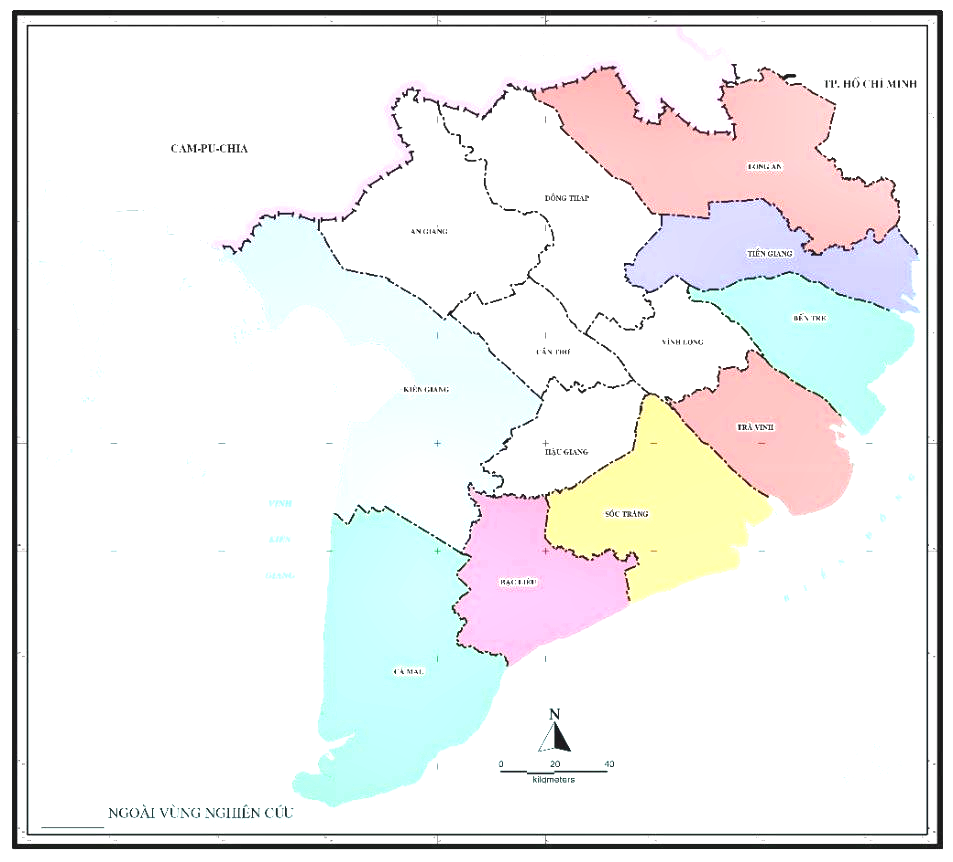 TP. HỒ CHÍ MINH
CAM-PU-CHIA
LONG AN
ĐỒNG THÁP
AN GIANG
TIỀN GIANG
BẾN TRE
VĨNH LONG
CẦN THƠ
KIÊN GIANG
TRÀ VINH
HẬU GIANG
VỊNH
KIÊN
GIANG
SÓC TRĂNG
BẠC LIÊU
CÀ MAU
N
0 20 40
kilometers
NGOÀI VÙNG NGHIÊN CỨU